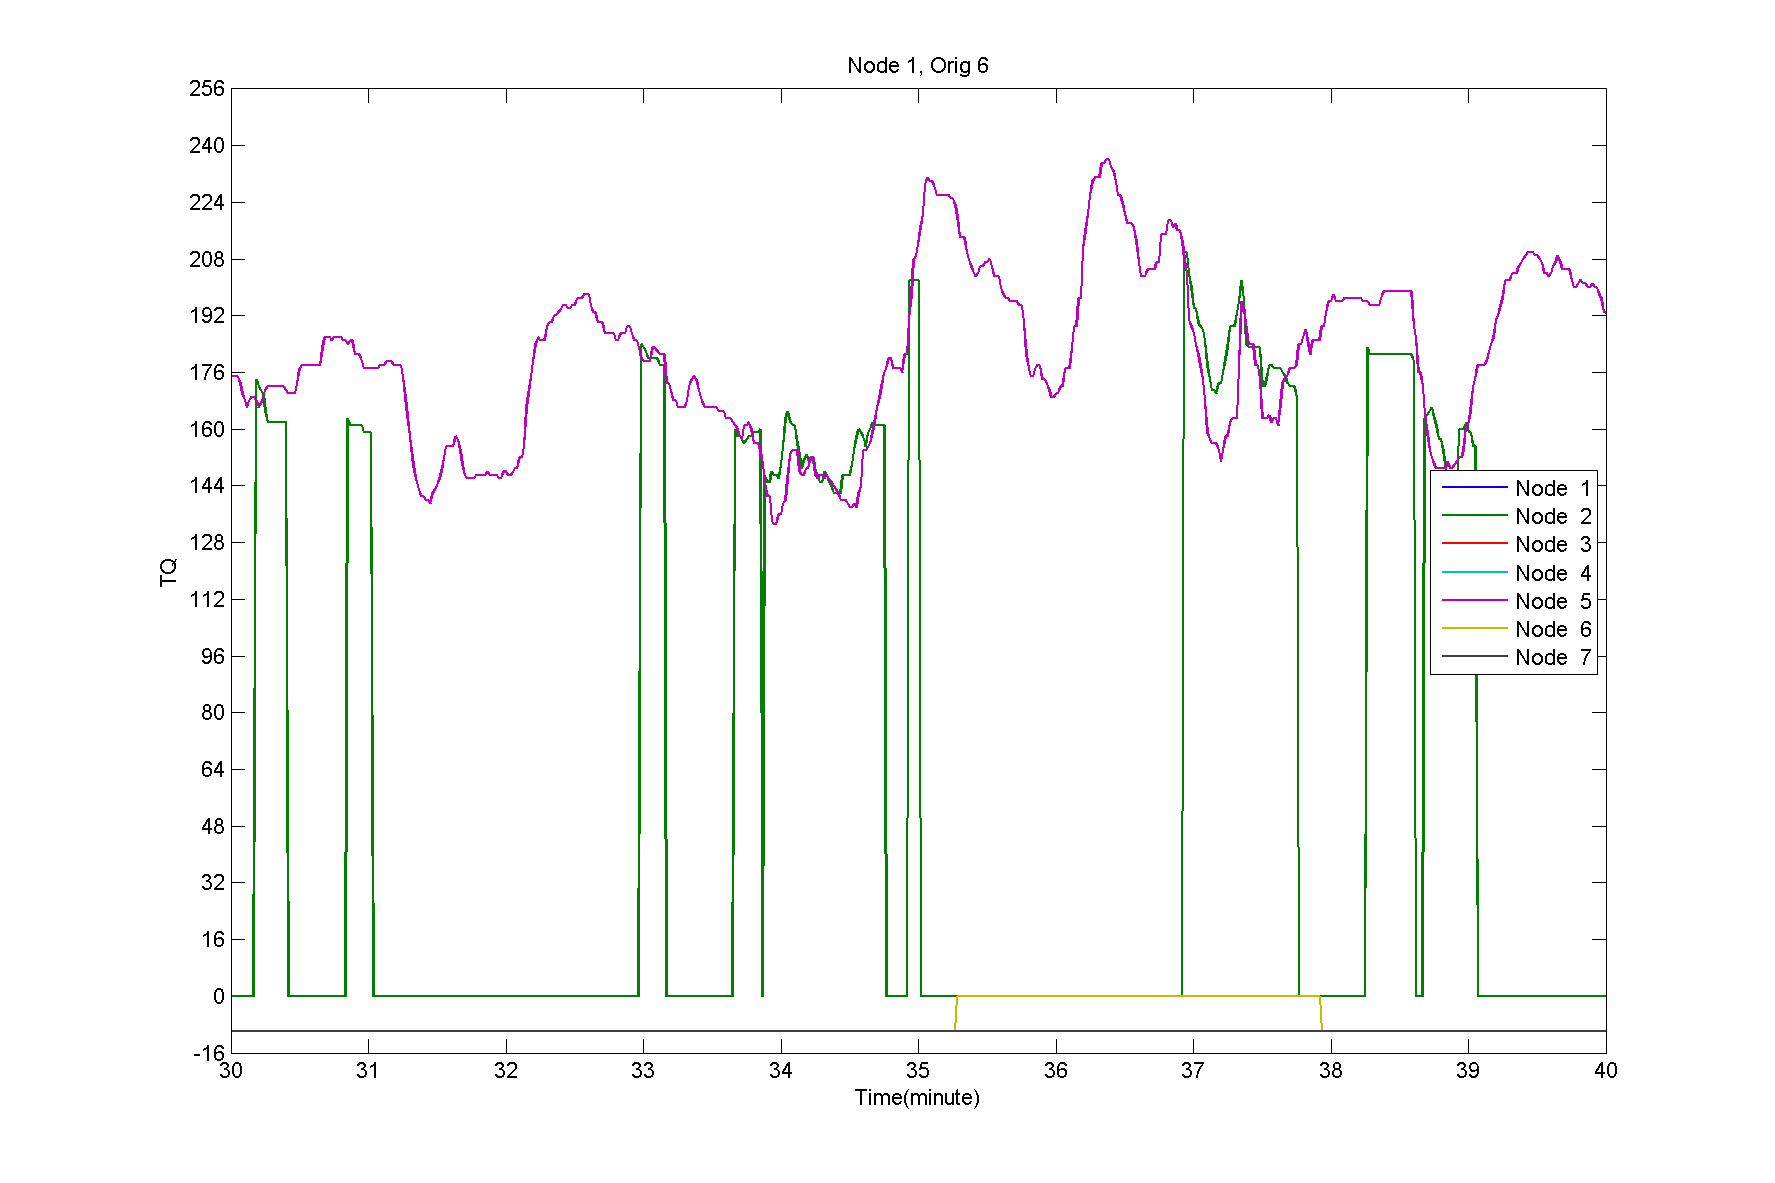 Node 1, Orig 6
256
240
224
208
192
176
160
144
128
112
96
80
64
48
32
16
0
-16
TQ
30 31 32 33 34 35 36 37 38 39 40
Time(minute)
Node 1
Node 2
Node 3
Node 4
Node 5
Node 6
Node 7